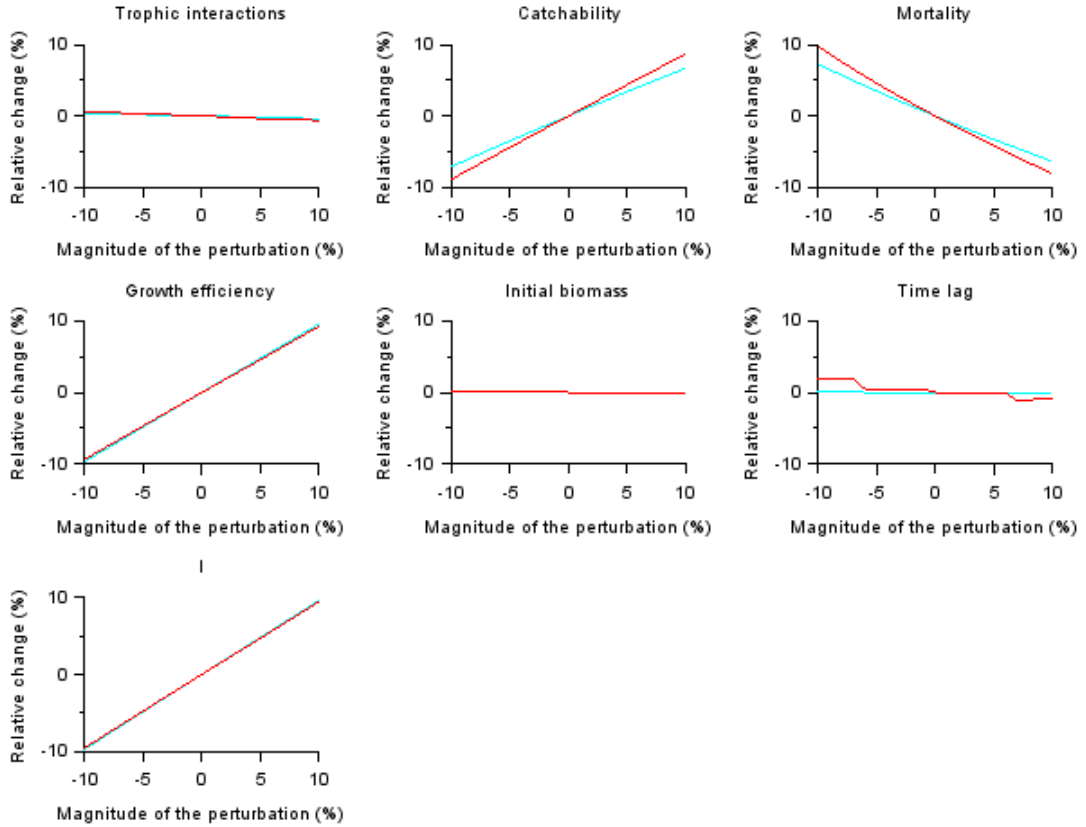 Trophic interactions
Relative change (%)
10
0
-10
-10 -5 0 5 10
Magnitude of the perturbation (%)
Catchability
Relative change (%)
10
0
-10
-10 -5 0 5 10
Magnitude of the perturbation (%)
Mortality
Relative change (%)
10
0
-10
-10 -5 0 5 10
Magnitude of the perturbation (%)
Growth efficiency
Relative change (%)
10
0
-10
-10 -5 0 5 10
Magnitude of the perturbation (%)
Initial biomass
Relative change (%)
10
0
-10
-10 -5 0 5 10
Magnitude of the perturbation (%)
Time lag
Relative change (%)
10
0
-10
-10 -5 0 5 10
Magnitude of the perturbation (%)
I
Relative change (%)
10
0
-10
-10 -5 0 5 10
Magnitude of the perturbation (%)